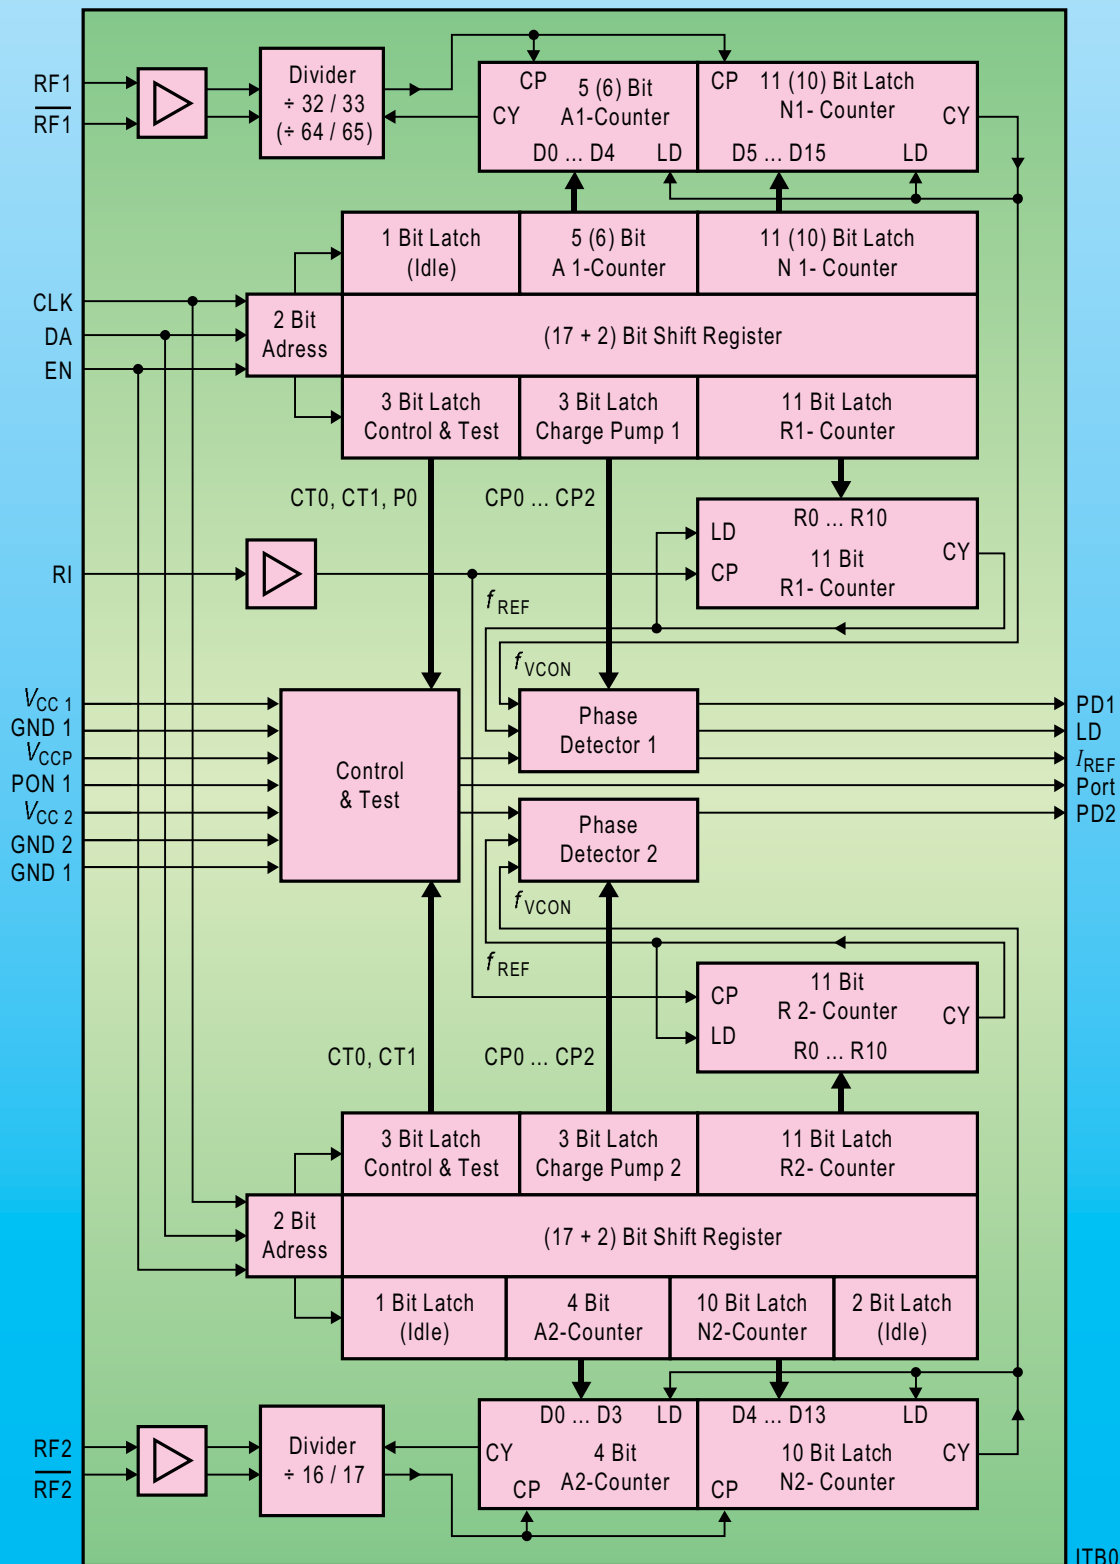 RF1
RF1
Divider
÷ 32 / 33
(÷ 64 / 65)
CP
5 (6) Bit
A1-Counter
CY
D0 ... D4
LD
CP
11 (10) Bit Latch
N1- Counter
CY
D5 ... D15
LD
1 Bit Latch
(Idle)
5 (6) Bit
A 1-Counter
11 (10) Bit Latch
N 1- Counter
CLK
DA
EN
2 Bit
Adress
(17 + 2) Bit Shift Register
3 Bit Latch
Control & Test
3 Bit Latch
Charge Pump 1
11 Bit Latch
R1- Counter
CT0, CT1, P0
CP0 ... CP2
R0 ... R10
LD
CP
11 Bit
R1- Counter
CY
RI
fREF
fVCON
VCC 1
GND 1
VCCP
PON 1
VCC 2
GND 2
GND 1
Control
& Test
Phase
Detector 1
Phase
Detector 2
PD1
LD
IREF
Port
PD2
fVCON
fREF
CP
LD
11 Bit
R 2- Counter
CY
R0 ... R10
CT0, CT1
CP0 ... CP2
3 Bit Latch
Control & Test
3 Bit Latch
Charge Pump 2
11 Bit Latch
R2- Counter
2 Bit
Adress
(17 + 2) Bit Shift Register
1 Bit Latch
(Idle)
4 Bit
A2-Counter
10 Bit Latch
N2-Counter
2 Bit Latch
(Idle)
RF2
RF2
Divider
÷ 16 / 17
D0 ... D3
LD
CY
4 Bit
A2-Counter
CP
D4 ... D13
LD
10 Bit Latch
N2- Counter
CY
CP